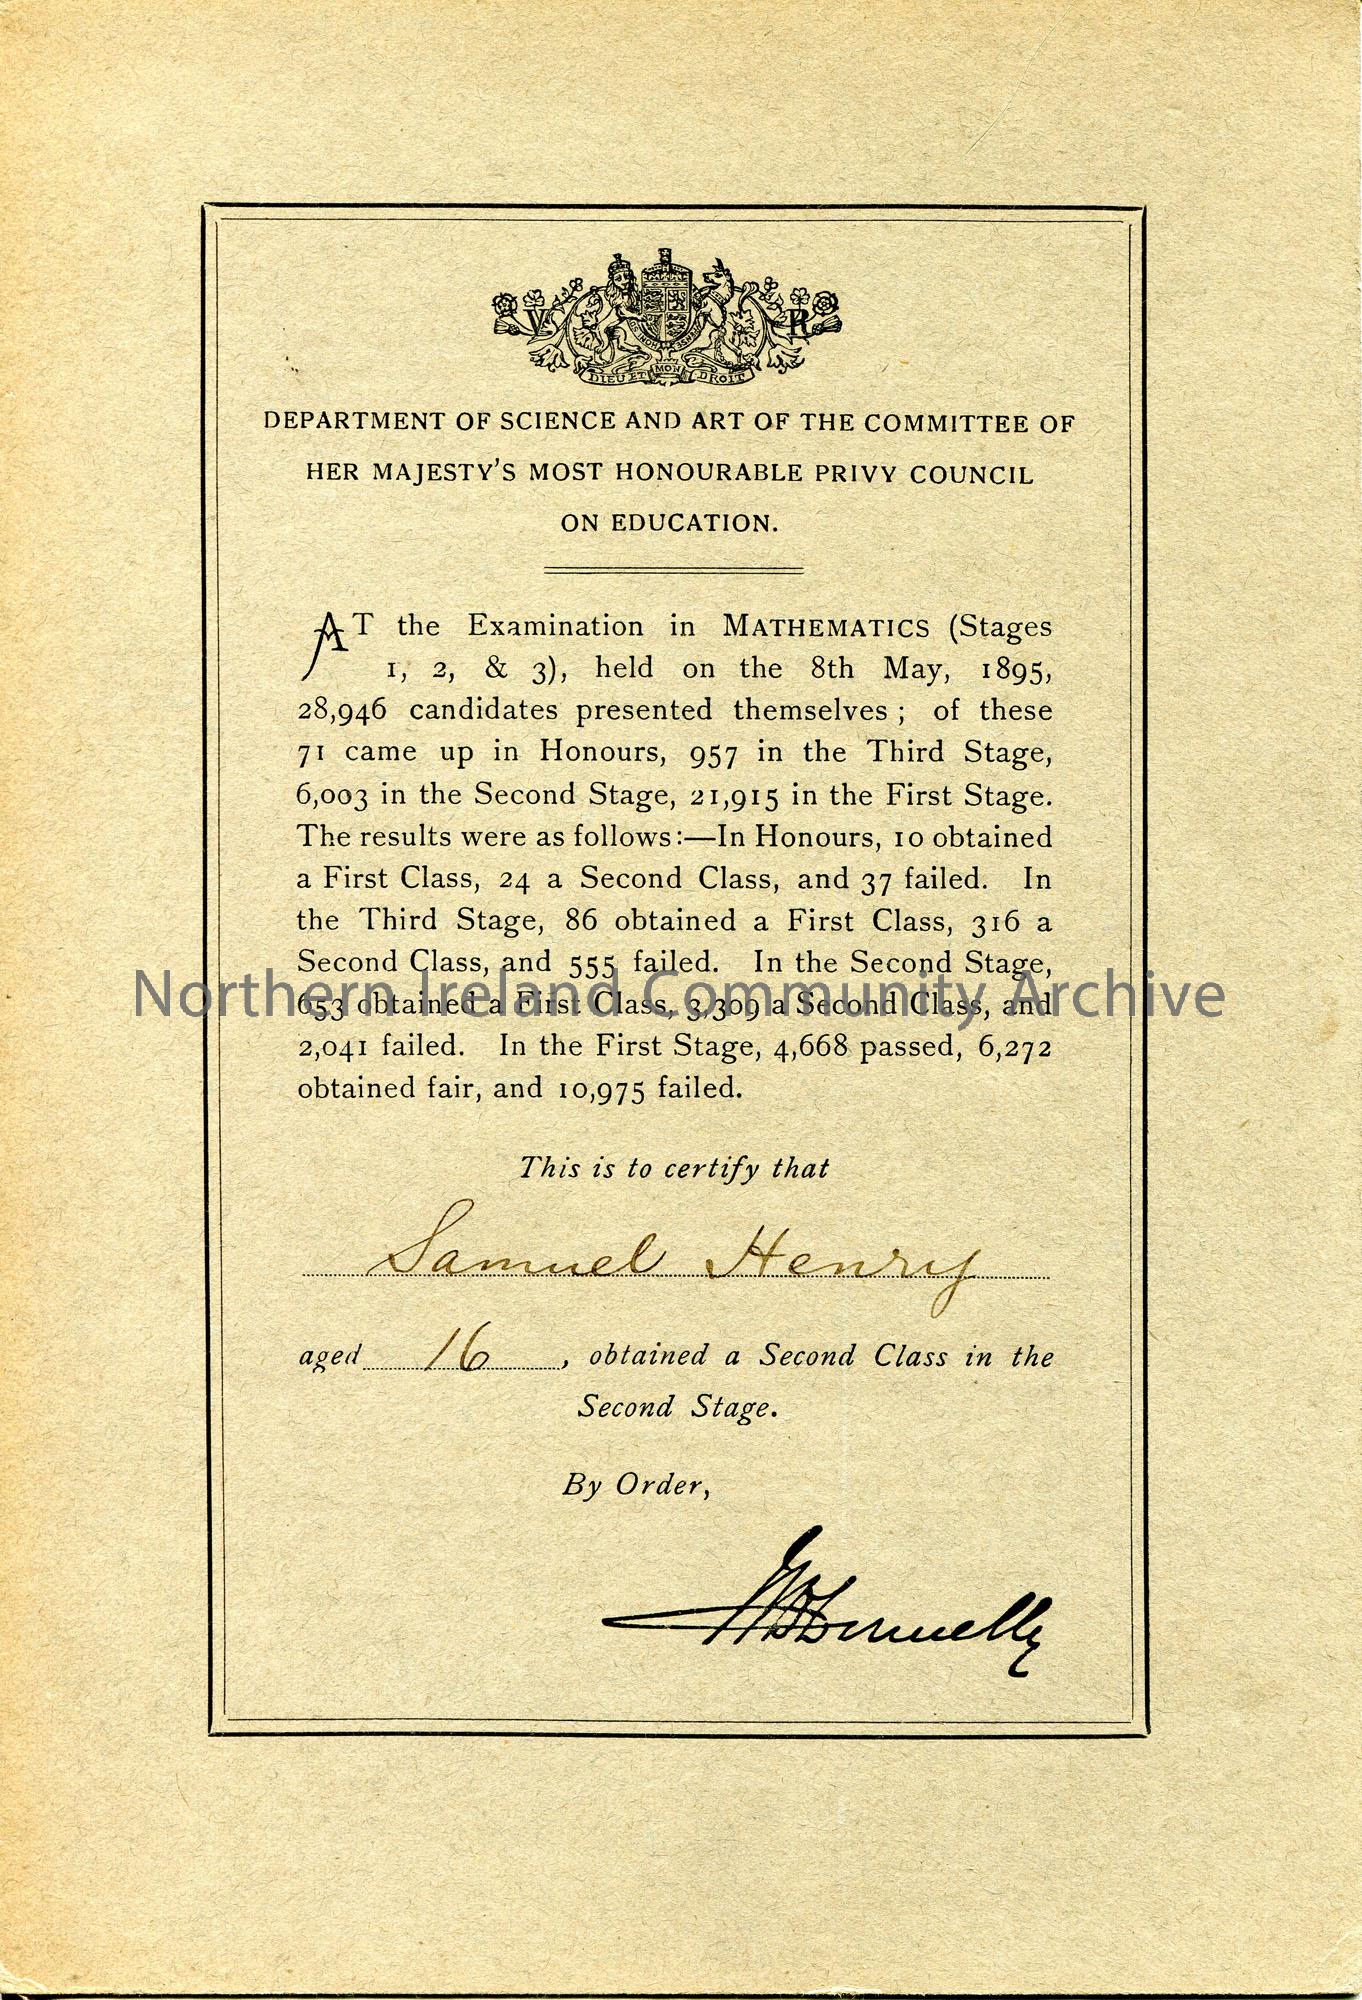 V R
DIEU ET MON DROIT
DEPARTMENT OF SCIENCE AND ART OF THE COMMITTEE OF
HER MAJESTY'S MOST HONOURABLE PRIVY COUNCIL
ON EDUCATION.
AT the Examination in MATHEMATICS (Stages
1, 2, & 3), held on the 8th May, 1895,
28,946 candidates presented themselves; of these
71 came up in Honours, 957 in the Third Stage,
6,003 in the Second Stage, 21,915 in the First Stage.
The results were as follows:—In Honours, 10 obtained
a First Class, 24 a Second Class, and 37 failed. In
the Third Stage, 86 obtained a First Class, 316 a
Second Class, and 555 failed. In the Second Stage,
653 obtained a First Class, 3,309 a Second Class, and
Northern Ireland Community Archive
2,041 failed. In the First Stage, 4,668 passed, 6,272
obtained fair, and 10,975 failed.
This is to certify that
Samuel Henry
aged 16, obtained a Second Class in the
Second Stage.
By Order,
Donnelly